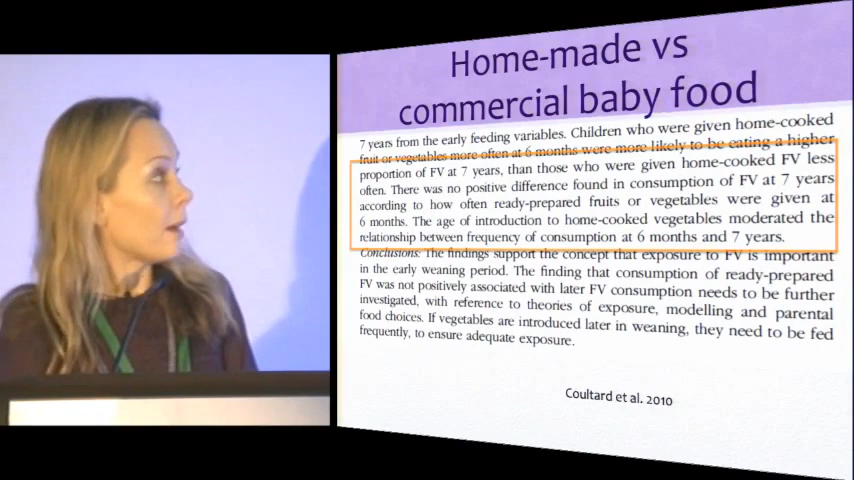 Home-made vs
commercial baby food
7 years from the early feeding variables. Children who were given home-cooked
fruit or vegetables more often at 6 months were more likely to be eating a higher
proportion of FV at 7 years, than those who were given home-cooked FV less
often. There was no positive difference found in consumption of FV at 7 years
according to how often ready-prepared fruits or vegetables were given at
6 months. The age of introduction to home-cooked vegetables moderated the
relationship between frequency of consumption at 6 months and 7 years.
Conclusions: The findings support the concept that exposure to FV is important
in the early weaning period. The finding that consumption of ready-prepared
FV was not positively associated with later FV consumption needs to be further
investigated, with reference to theories of exposure, modelling and parental
food choices. If vegetables are introduced later in weaning, they need to be fed
frequently, to ensure adequate exposure.
Coultard et al. 2010